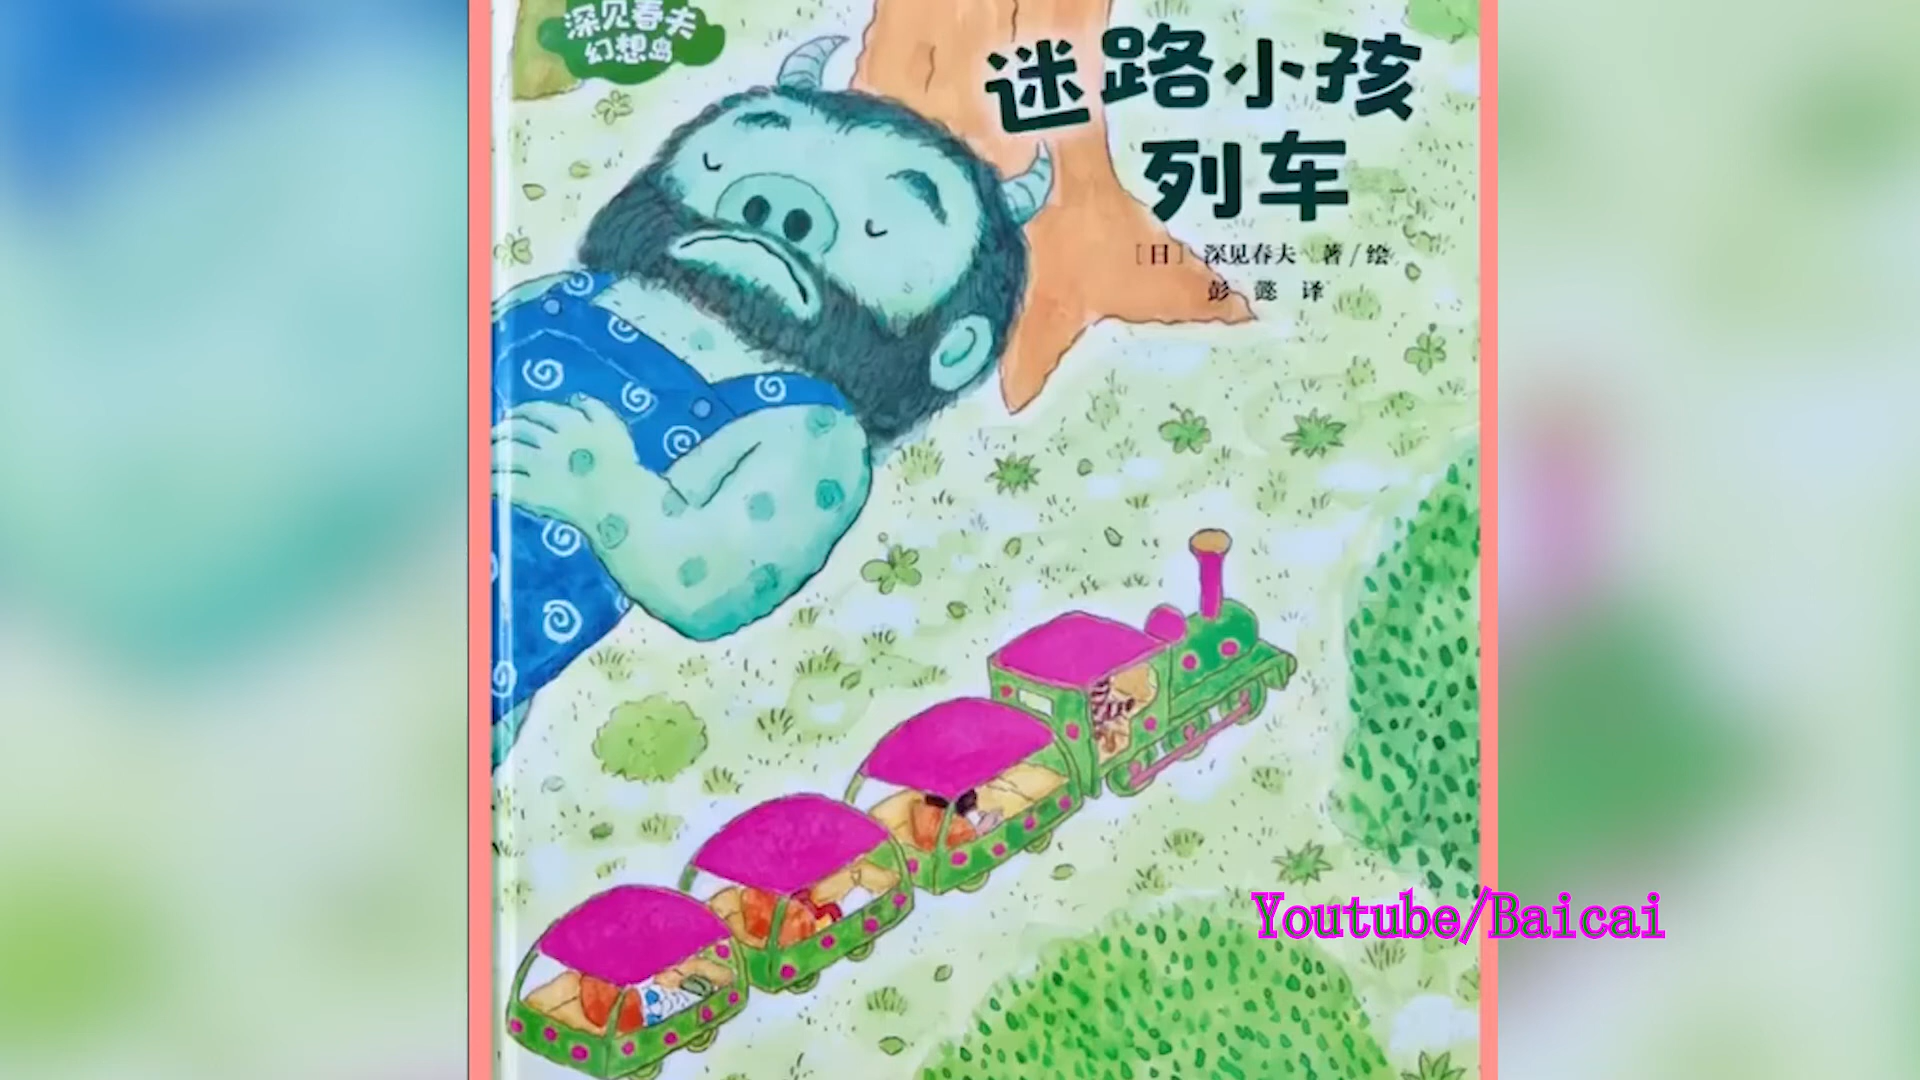 深见春夫
幻想岛
迷路小孩
列车
［日］ 深见春夫 著/绘
彭 懿 译
Youtube/Baicai